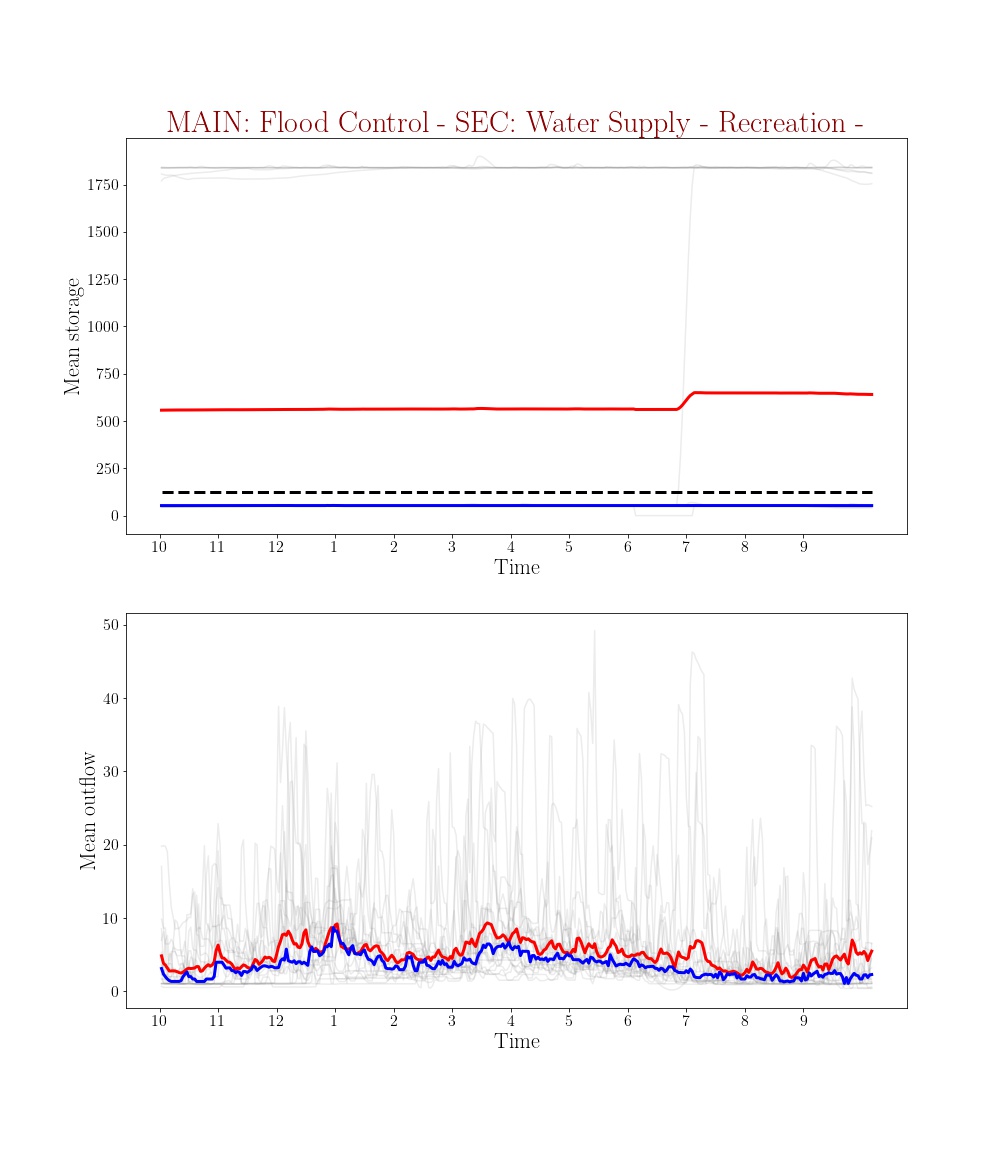 MAIN: Flood Control - SEC: Water Supply - Recreation -
Mean storage
1750
1500
1250
1000
750
500
250
0
10 11 12 1 2 3 4 5 6 7 8 9
Time
Mean outflow
50
40
30
20
10
0
10 11 12 1 2 3 4 5 6 7 8 9
Time